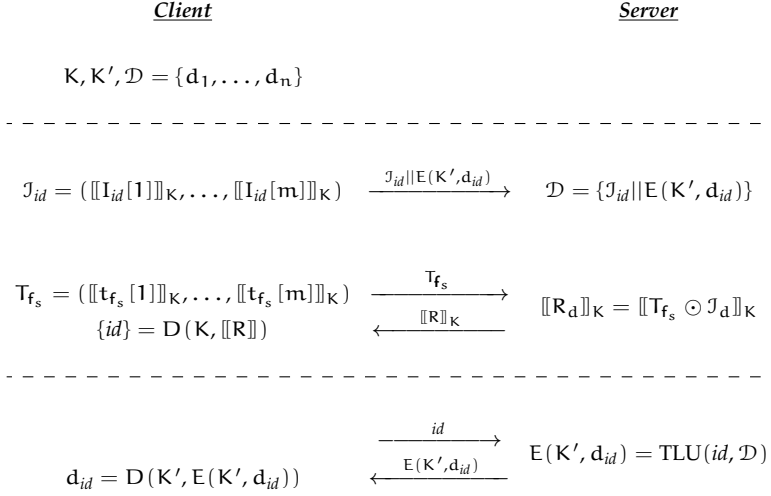 Client Server
K, K′, 𝒟 = {d₁, . . . , dₙ}
ℐ_id = (⟦I_id[1]⟧_K, . . . , ⟦I_id[m]⟧_K) ℐ_id||E(K′,d_id) 𝒟 = {ℐ_id||E(K′, d_id)}
T_fₛ = (⟦t_fₛ[1]⟧_K, . . . , ⟦t_fₛ[m]⟧_K) T_fₛ ⟦R_d⟧_K = ⟦T_fₛ ⊙ ℐ_d⟧_K
{id} = D(K, ⟦R⟧) ⟦R⟧_K
id
d_id = D(K′, E(K′, d_id)) E(K′,d_id) E(K′, d_id) = TLU(id, 𝒟)